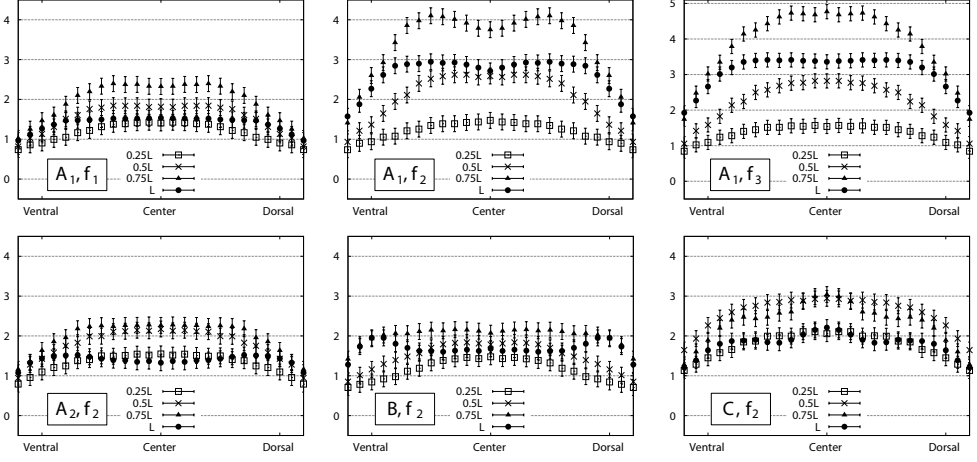 4
3
2
1
0
0.25L
0.5L
0.75L
L
A1, f1
Ventral Center Dorsal
4
3
2
1
0
0.25L
0.5L
0.75L
L
A1, f2
Ventral Center Dorsal
5
4
3
2
1
0
0.25L
0.5L
0.75L
L
A1, f3
Ventral Center Dorsal
4
3
2
1
0
0.25L
0.5L
0.75L
L
A2, f2
Ventral Center Dorsal
4
3
2
1
0
0.25L
0.5L
0.75L
L
B, f2
Ventral Center Dorsal
4
3
2
1
0
0.25L
0.5L
0.75L
L
C, f2
Ventral Center Dorsal